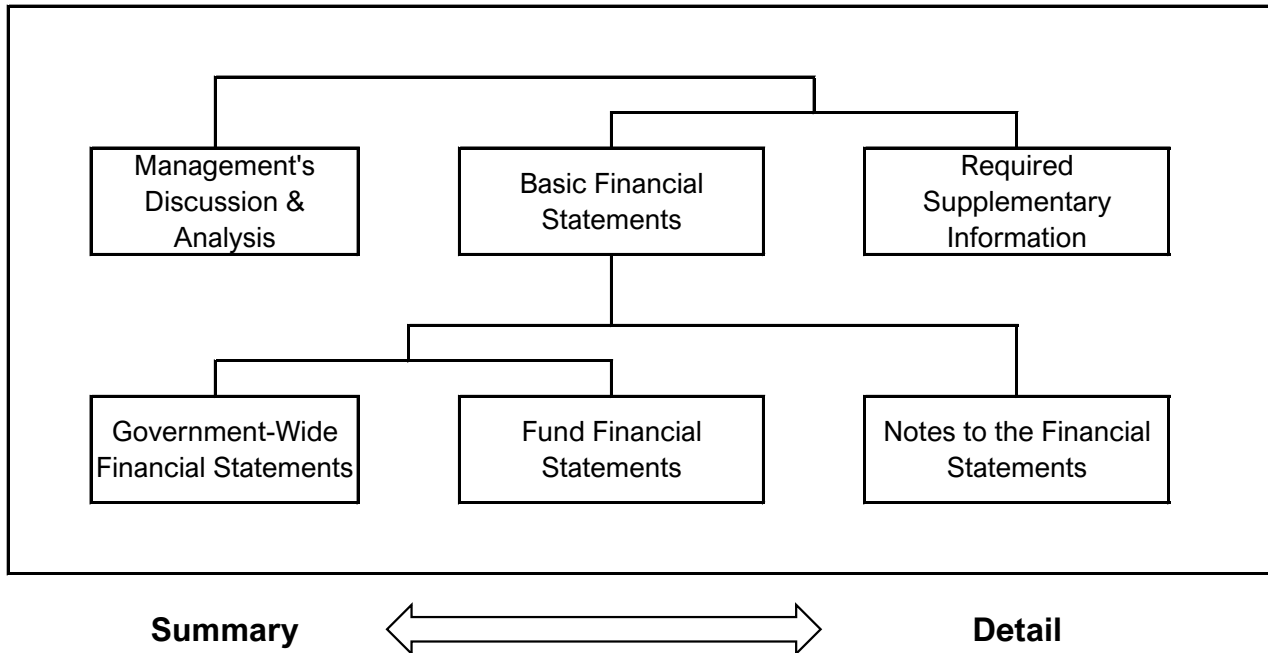 Management's
Discussion &
Analysis
Basic Financial
Statements
Required
Supplementary
Information
Government-Wide
Financial Statements
Fund Financial
Statements
Notes to the Financial
Statements
Summary
Detail